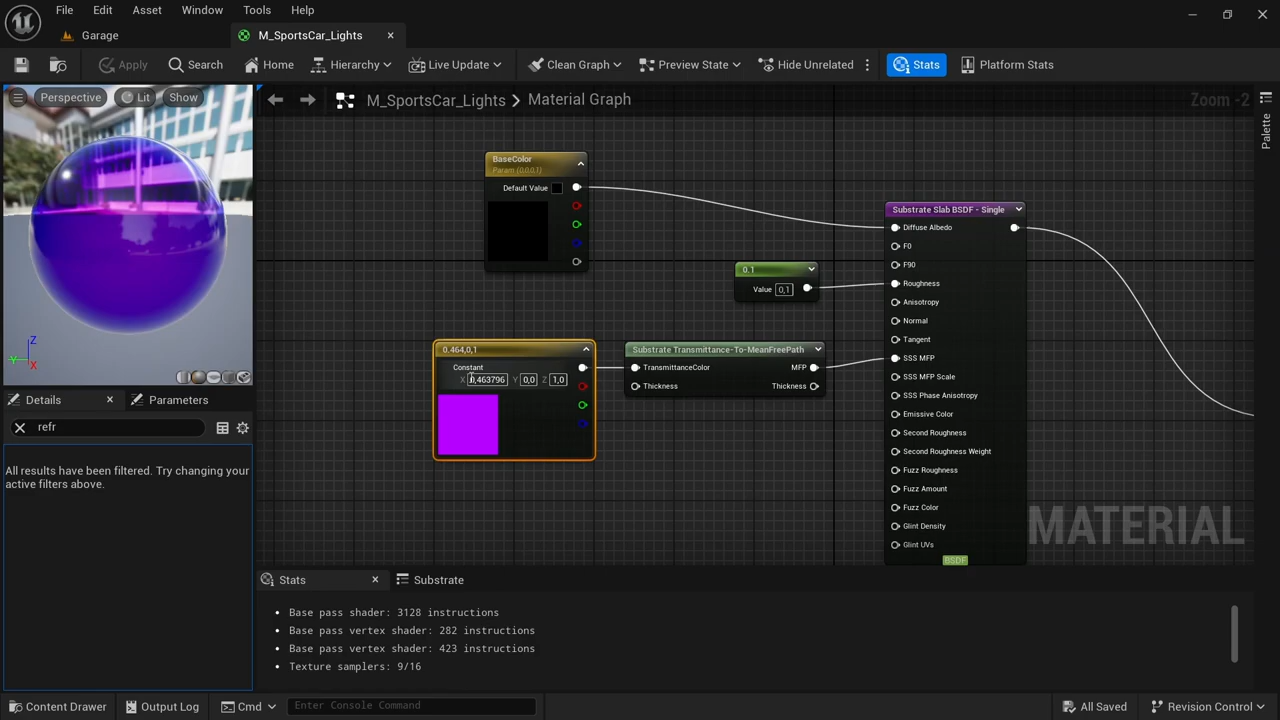 File Edit Asset Window Tools Help
Garage M_SportsCar_Lights
Apply Search Home Hierarchy Live Update Clean Graph Preview State Hide Unrelated Stats Platform Stats
Perspective Lit Show
M_SportsCar_Lights > Material Graph
Zoom -2
Palette
BaseColor
Param (0,0,0,1)
Default Value
0.1
Value 0,1
0.464,0,1
Constant
X 0,463796 Y 0,0 Z 1,0
Substrate Transmittance-To-MeanFreePath
TransmittanceColor MFP
Thickness Thickness
Substrate Slab BSDF - Single
Diffuse Albedo
F0
F90
Roughness
Anisotropy
Normal
Tangent
SSS MFP
SSS MFP Scale
SSS Phase Anisotropy
Emissive Color
Second Roughness
Second Roughness Weight
Fuzz Roughness
Fuzz Amount
Fuzz Color
Glint Density
Glint UVs
BSDF
MATERIAL
Z
Y
X
Details Parameters
refr
All results have been filtered. Try changing your
active filters above.
Stats Substrate
• Base pass shader: 3128 instructions
• Base pass vertex shader: 282 instructions
• Base pass vertex shader: 423 instructions
• Texture samplers: 9/16
Content Drawer Output Log Cmd Enter Console Command All Saved Revision Control